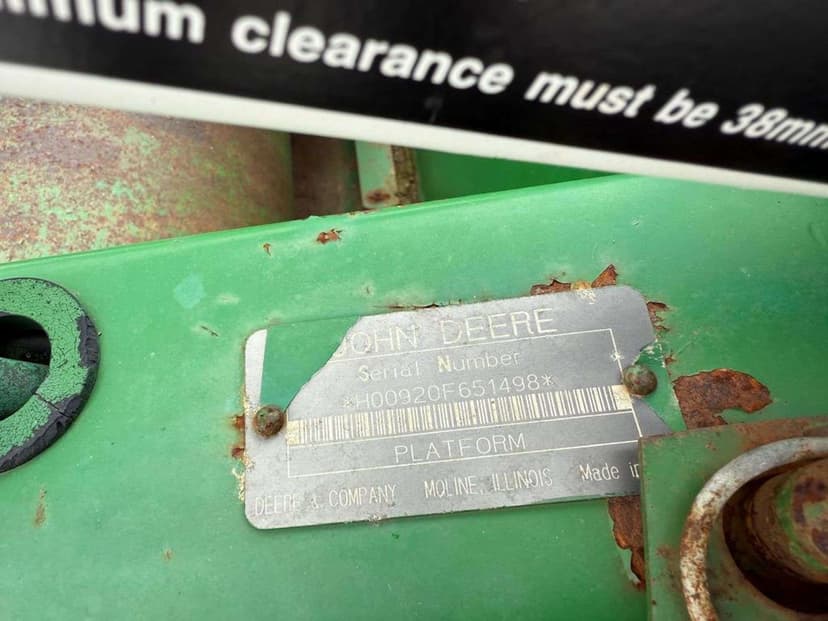 clearance must be 38mm
JOHN DEERE
Serial Number
*H00920F651498*
PLATFORM
DEERE & COMPANY MOLINE, ILLINOIS Made in